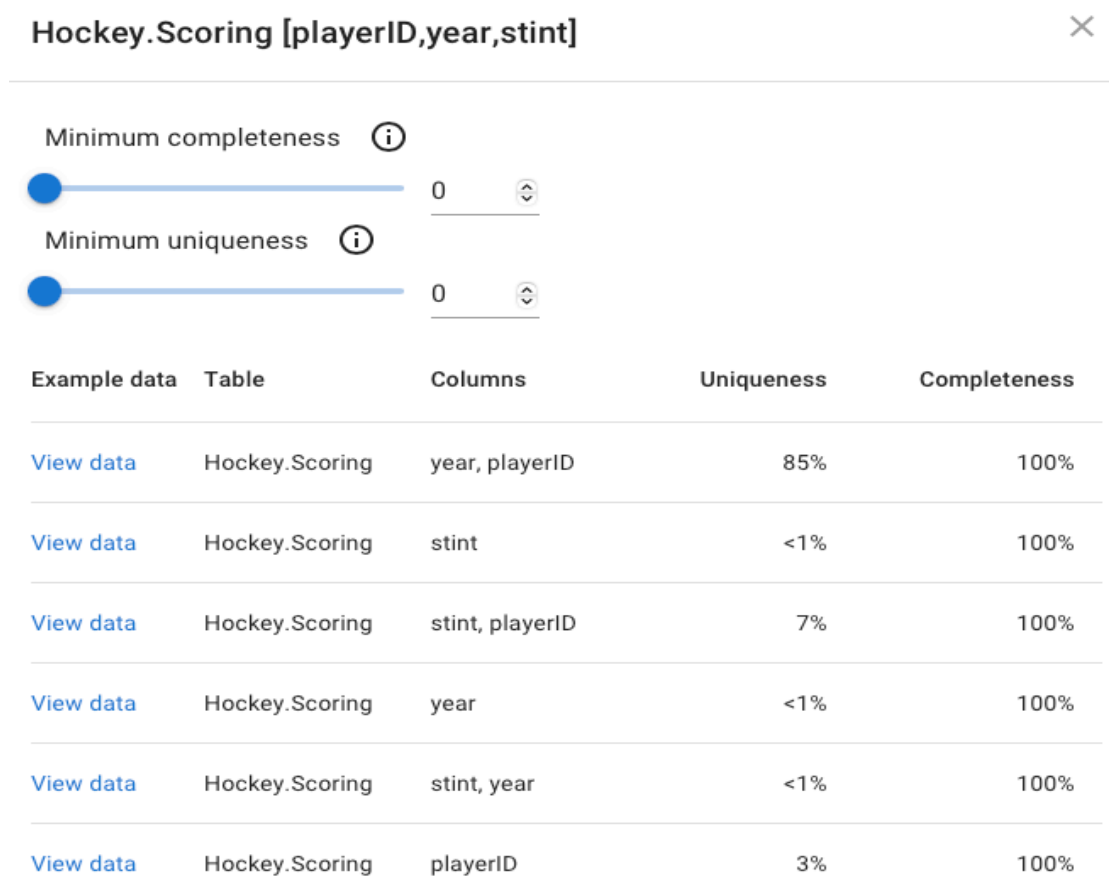 Hockey.Scoring [playerID,year,stint]
Minimum completeness
0
Minimum uniqueness
0
Example data Table Columns Uniqueness Completeness
View data Hockey.Scoring year, playerID 85% 100%
View data Hockey.Scoring stint <1% 100%
View data Hockey.Scoring stint, playerID 7% 100%
View data Hockey.Scoring year <1% 100%
View data Hockey.Scoring stint, year <1% 100%
View data Hockey.Scoring playerID 3% 100%